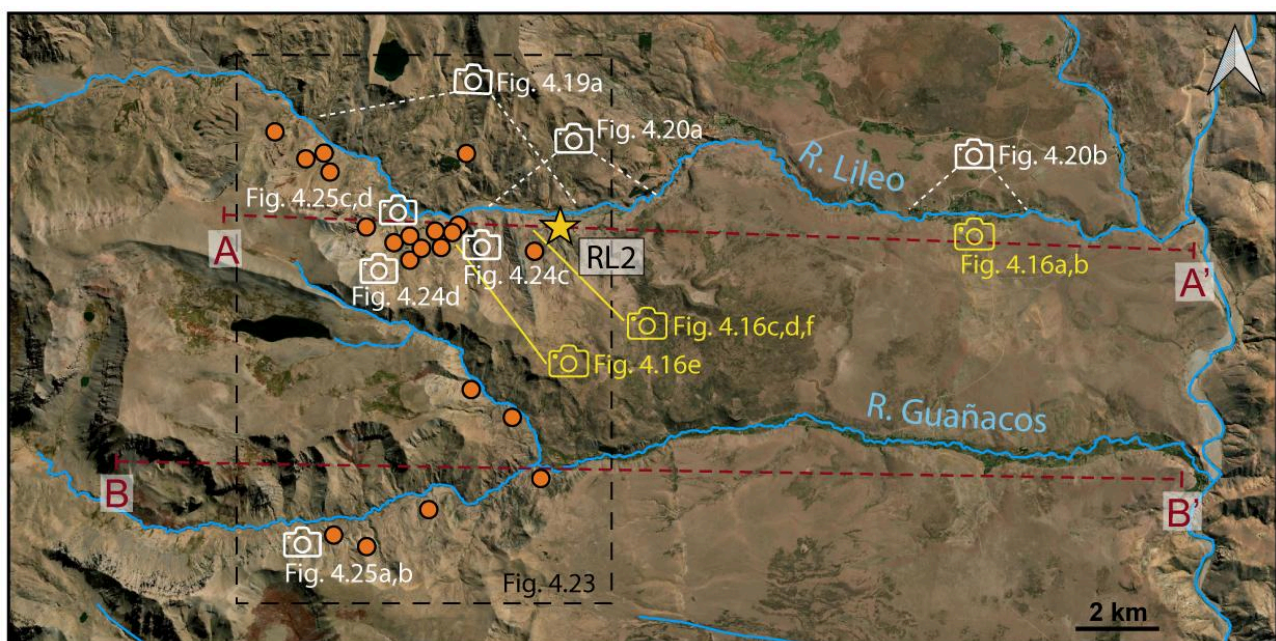 Fig. 4.19a
Fig. 4.20a
Fig. 4.20b
R. Lileo
Fig. 4.25c,d
A
RL2
Fig. 4.16a,b
A’
Fig. 4.24c
Fig. 4.24d
Fig. 4.16c,d,f
Fig. 4.16e
R. Guañacos
B
B’
Fig. 4.25a,b
Fig. 4.23
2 km